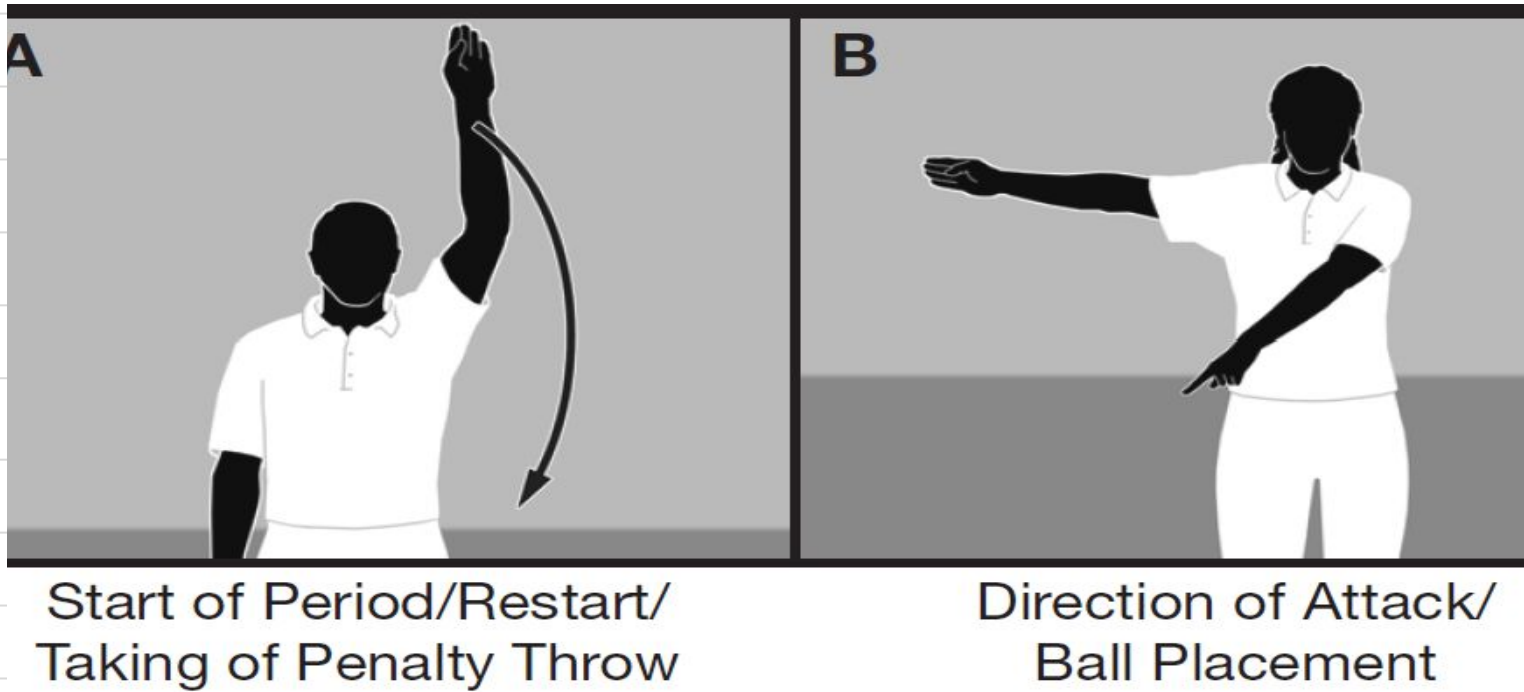 A
B
Start of Period/Restart/
Taking of Penalty Throw
Direction of Attack/
Ball Placement